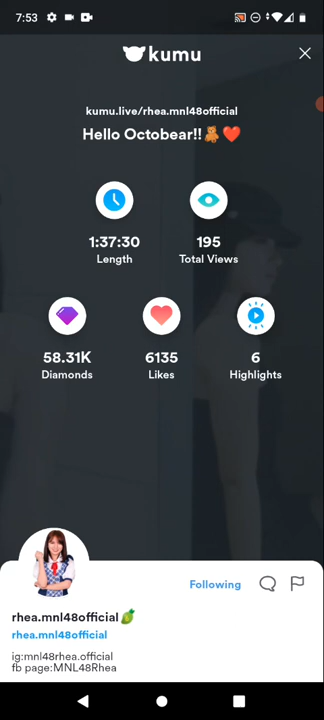 7:53
kumu
kumu.live/rhea.mnl48official
Hello Octobear!!🧸❤️
1:37:30
Length
195
Total Views
58.31K
Diamonds
6135
Likes
6
Highlights
Following
rhea.mnl48official🍍
rhea.mnl48official
ig:mnl48rhea.official
fb page:MNL48Rhea